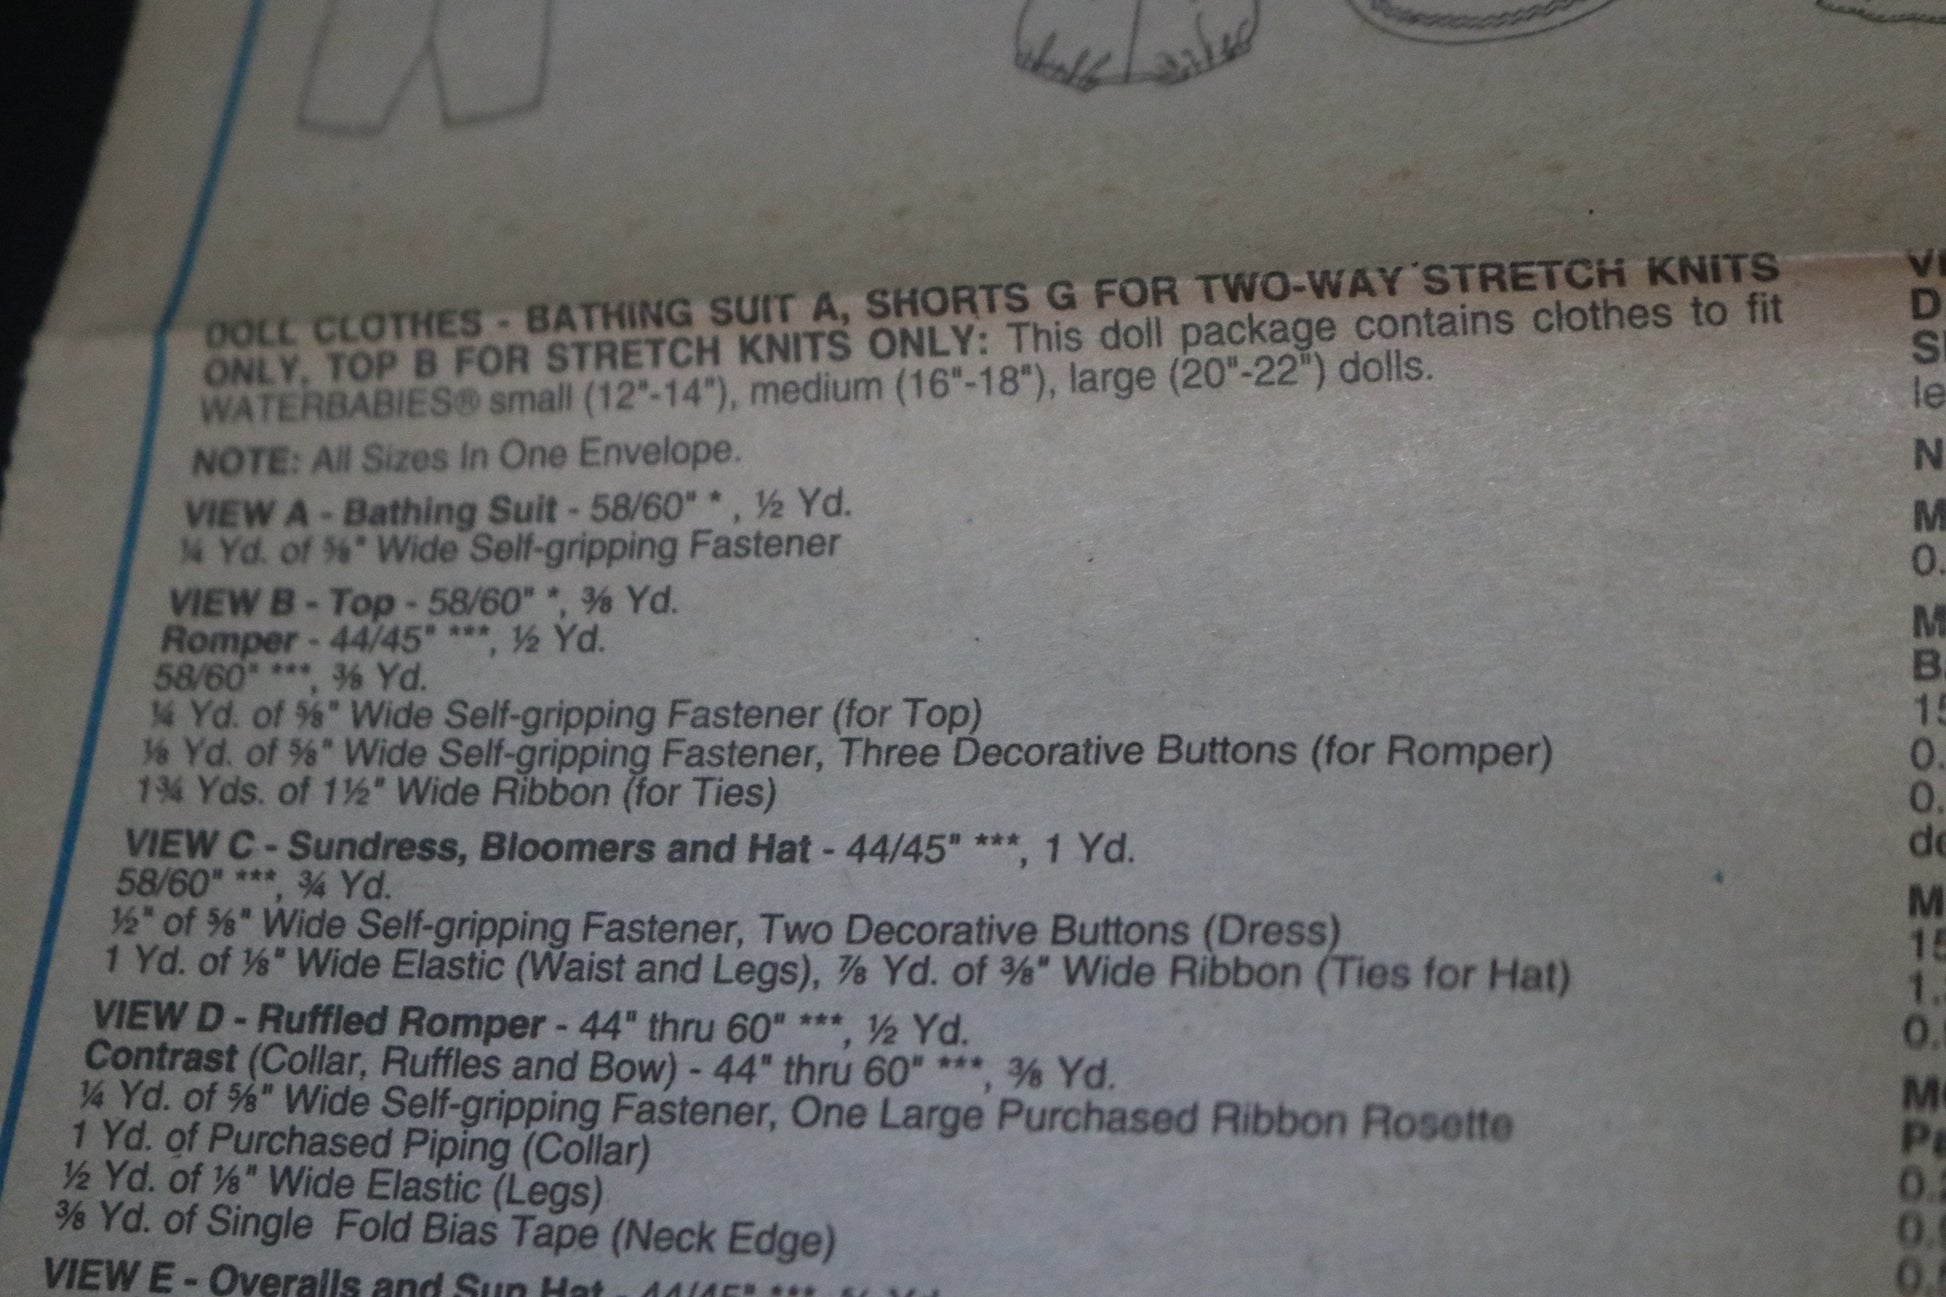 DOLL CLOTHES - BATHING SUIT A, SHORTS G FOR TWO-WAY STRETCH KNITS
ONLY, TOP B FOR STRETCH KNITS ONLY: This doll package contains clothes to fit
WATERBABIES® small (12"-14"), medium (16"-18"), large (20"-22") dolls.
NOTE: All Sizes In One Envelope.
VIEW A - Bathing Suit - 58/60" * , ½ Yd.
¼ Yd. of ⅝" Wide Self-gripping Fastener
VIEW B - Top - 58/60" *, ⅜ Yd.
Romper - 44/45" ***, ½ Yd.
58/60" ***, ⅜ Yd.
¼ Yd. of ⅝" Wide Self-gripping Fastener (for Top)
⅛ Yd. of ⅝" Wide Self-gripping Fastener, Three Decorative Buttons (for Romper)
1¾ Yds. of 1½" Wide Ribbon (for Ties)
VIEW C - Sundress, Bloomers and Hat - 44/45" ***, 1 Yd.
58/60" ***, ¾ Yd.
½" of ⅝" Wide Self-gripping Fastener, Two Decorative Buttons (Dress)
1 Yd. of ⅛" Wide Elastic (Waist and Legs), ⅞ Yd. of ⅜" Wide Ribbon (Ties for Hat)
VIEW D - Ruffled Romper - 44" thru 60" ***, ½ Yd.
Contrast (Collar, Ruffles and Bow) - 44" thru 60" ***, ⅜ Yd.
¼ Yd. of ⅝" Wide Self-gripping Fastener, One Large Purchased Ribbon Rosette
1 Yd. of Purchased Piping (Collar)
½ Yd. of ⅛" Wide Elastic (Legs)
⅜ Yd. of Single Fold Bias Tape (Neck Edge)
VIEW E - Overalls and Sun Hat - 44/45" ***